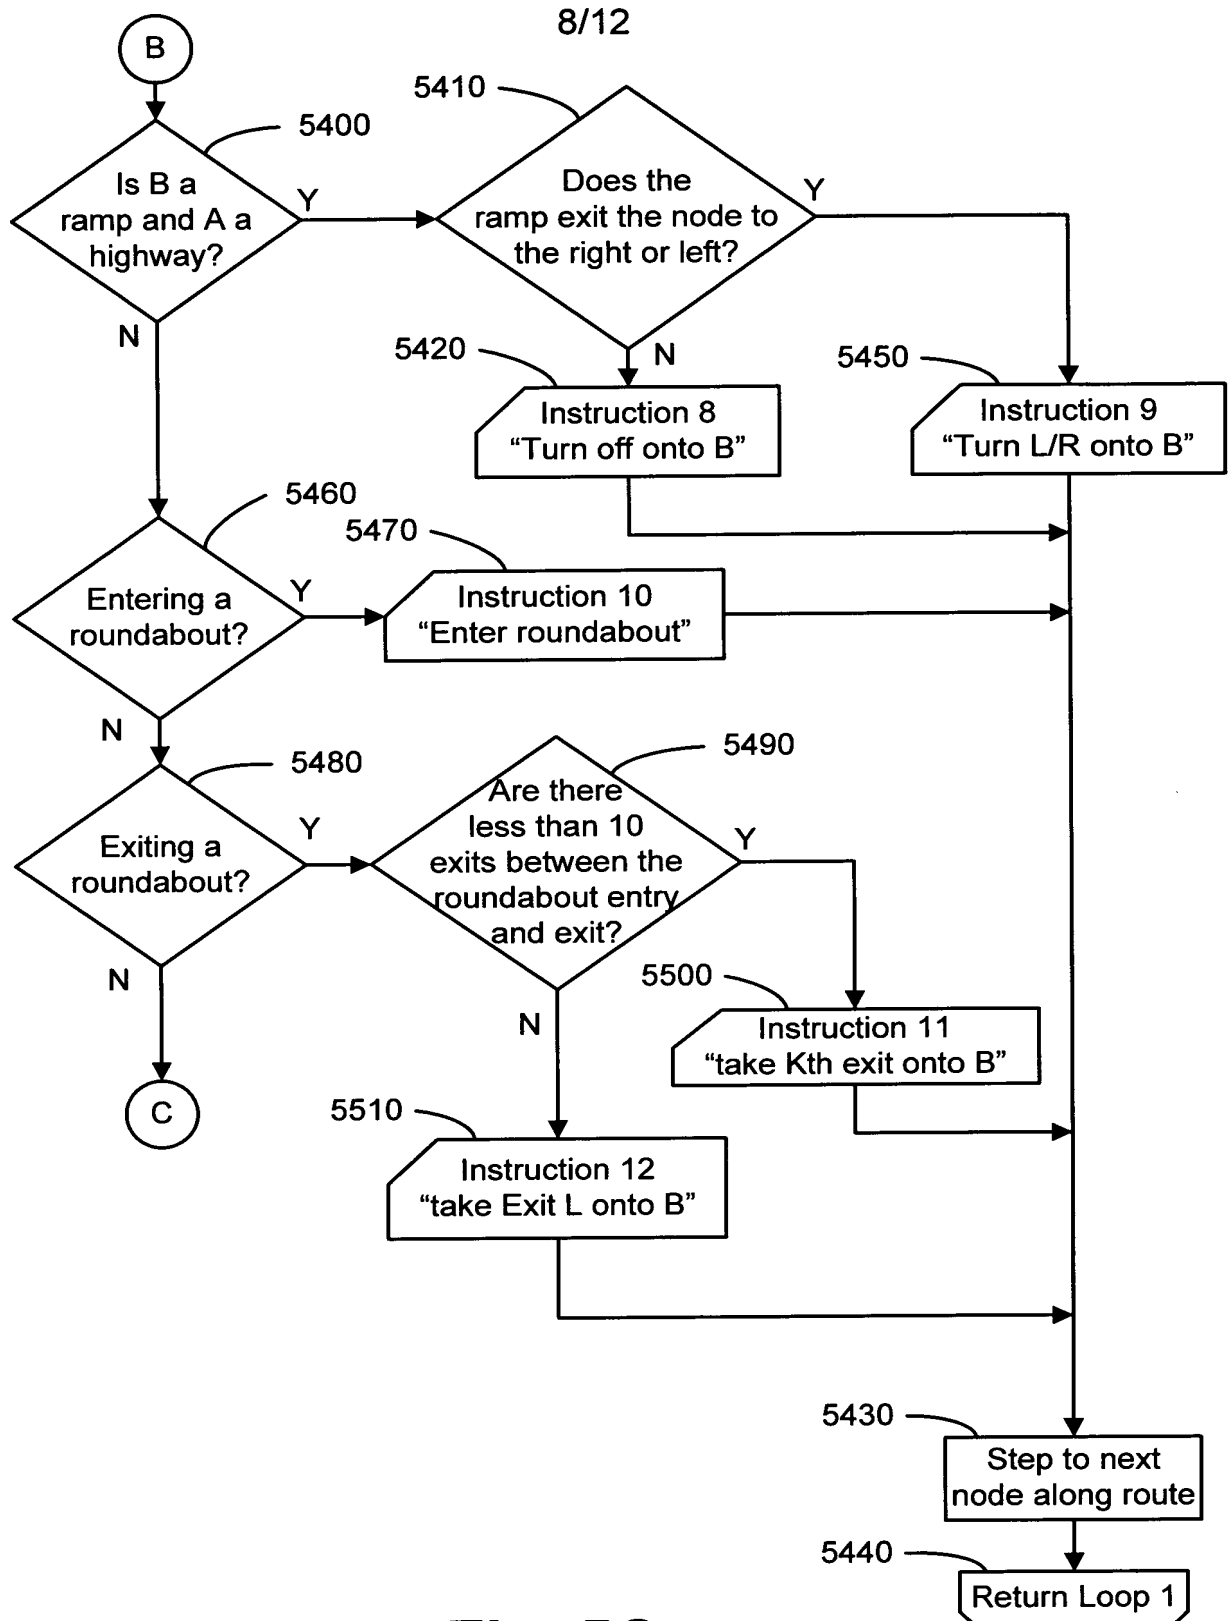 8/12
B
5400
Is B a
ramp and A a
highway?
Y
N
5410
Does the
ramp exit the node to
the right or left?
Y
N
5420
Instruction 8
“Turn off onto B”
5450
Instruction 9
“Turn L/R onto B”
5460
Entering a
roundabout?
Y
N
5470
Instruction 10
“Enter roundabout”
5480
Exiting a
roundabout?
Y
N
5490
Are there
less than 10
exits between the
roundabout entry
and exit?
Y
N
5500
Instruction 11
“take Kth exit onto B”
C
5510
Instruction 12
“take Exit L onto B”
5430
Step to next
node along route
5440
Return Loop 1